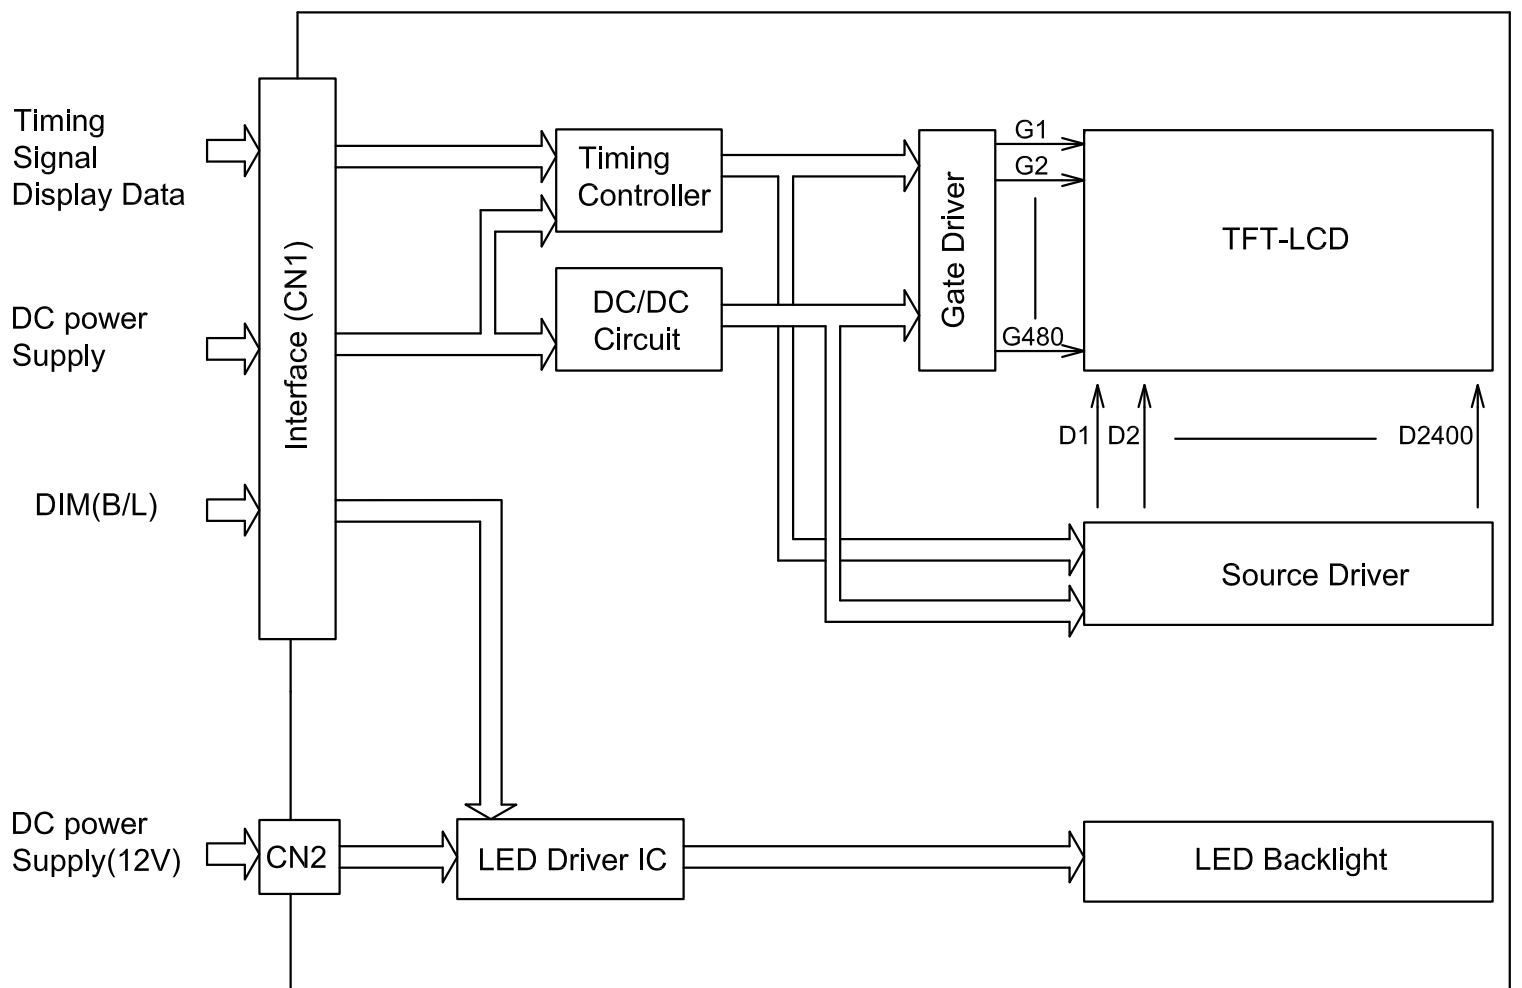 Timing
Signal
Display Data
DC power
Supply
DIM(B/L)
DC power
Supply(12V)
Interface (CN1)
CN2
Timing
Controller
DC/DC
Circuit
LED Driver IC
Gate Driver
G1
G2
G480
TFT-LCD
D1
D2
D2400
Source Driver
LED Backlight